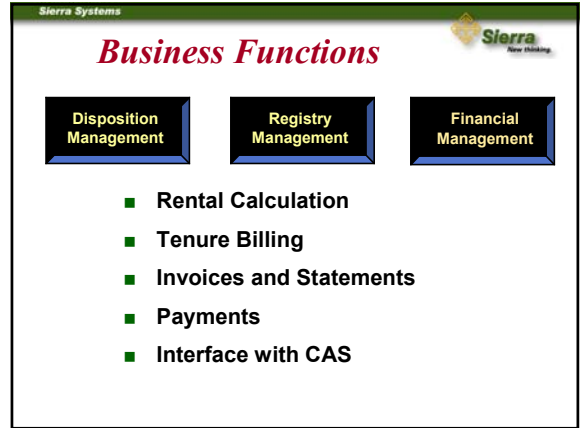 Sierra Systems
Sierra
New thinking.
Business Functions
Disposition
Management
Registry
Management
Financial
Management
Rental Calculation
Tenure Billing
Invoices and Statements
Payments
Interface with CAS